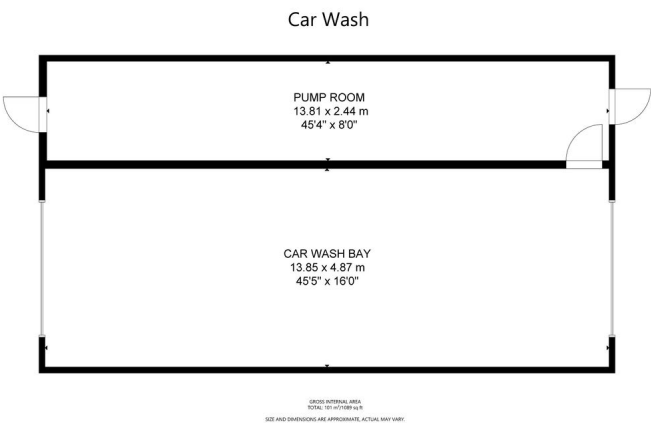 Car Wash
PUMP ROOM
13.81 x 2.44 m
45'4" x 8'0"
CAR WASH BAY
13.85 x 4.87 m
45'5" x 16'0"
GROSS INTERNAL AREA
TOTAL: 101 m²/1089 sq ft
SIZE AND DIMENSIONS ARE APPROXIMATE, ACTUAL MAY VARY.